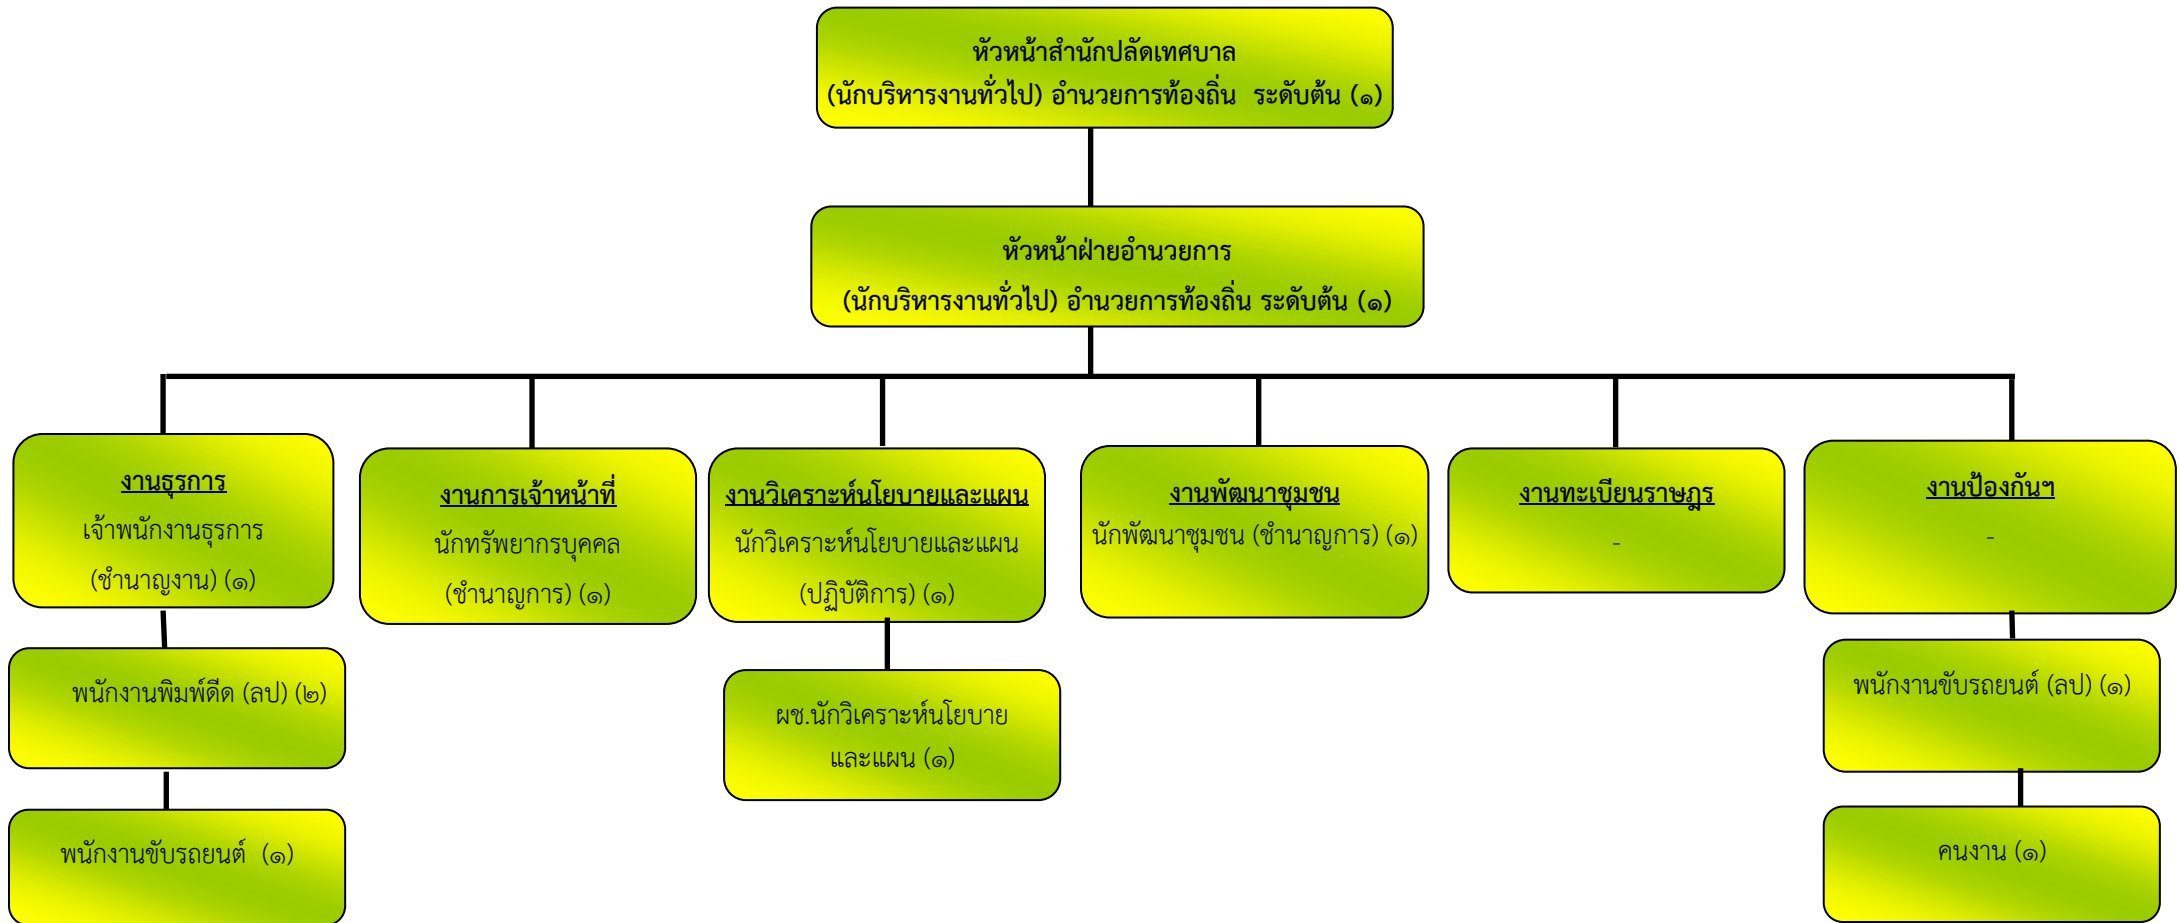 หัวหน้าสำนักปลัดเทศบาล
(นักบริหารงานทั่วไป) อำนวยการท้องถิ่น  ระดับต้น (๑)
หัวหน้าฝ่ายอำนวยการ
(นักบริหารงานทั่วไป) อำนวยการท้องถิ่น ระดับต้น (๑)
งานธุรการ
เจ้าพนักงานธุรการ
(ชำนาญงาน) (๑)
งานการเจ้าหน้าที่
นักทรัพยากรบุคคล
(ชำนาญการ) (๑)
งานวิเคราะห์นโยบายและแผน
นักวิเคราะห์นโยบายและแผน
(ปฏิบัติการ) (๑)
งานพัฒนาชุมชน
นักพัฒนาชุมชน (ชำนาญการ) (๑)
งานทะเบียนราษฎร
-
งานป้องกันฯ
-
พนักงานพิมพ์ดีด (ลป) (๒)
ผช.นักวิเคราะห์นโยบาย
และแผน (๑)
พนักงานขับรถยนต์ (ลป) (๑)
พนักงานขับรถยนต์  (๑)
คนงาน (๑)